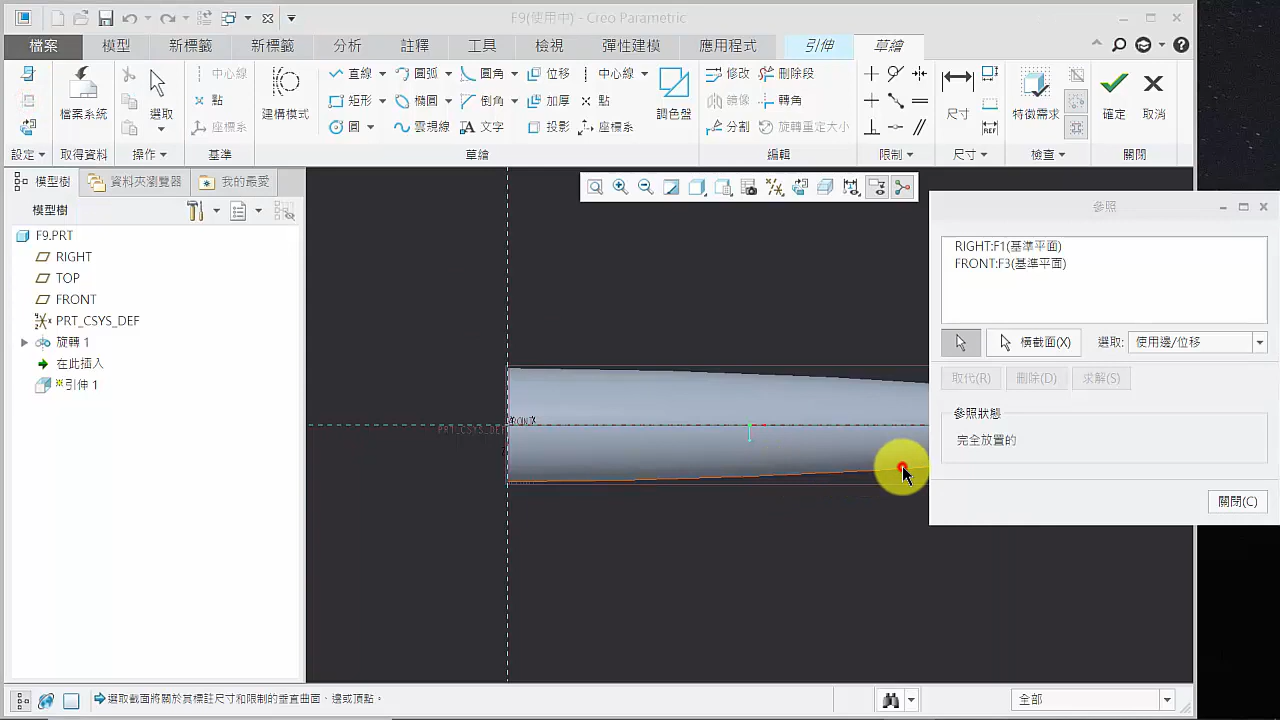 F9(使用中) - Creo Parametric
檔案 模型 新標籤 新標籤 分析 註釋 工具 檢視 彈性建模 應用程式 引伸 草繪
中心線 直線 圓弧 圓角 位移 中心線 修改 刪除段
點 矩形 橢圓 倒角 加厚 點 鏡像 轉角
座標系 圓 雲規線 文字 投影 座標系 分割 旋轉重定大小
檔案系統 選取 建構模式 調色盤 尺寸 特徵需求 確定 取消
設定 取得資料 操作 基準 草繪 編輯 限制 尺寸 檢查 關閉
模型樹 資料夾瀏覽器 我的最愛
模型樹
F9.PRT
RIGHT
TOP
FRONT
PRT_CSYS_DEF
旋轉 1
在此插入
引伸 1
PRT_CSYS_DEF
參照
RIGHT:F1(基準平面)
FRONT:F3(基準平面)
橫截面(X) 選取: 使用邊/位移
取代(R) 刪除(D) 求解(S)
參照狀態
完全放置的
關閉(C)
選取截面將關於其標註尺寸和限制的垂直曲面、邊或頂點。
全部